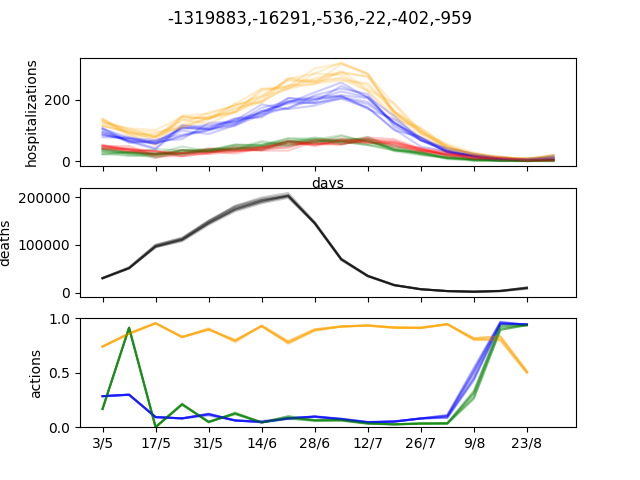 -1319883,-16291,-536,-22,-402,-959
hospitalizations
200
0
days
deaths
200000
100000
0
actions
1.0
0.5
0.0
3/5 17/5 31/5 14/6 28/6 12/7 26/7 9/8 23/8